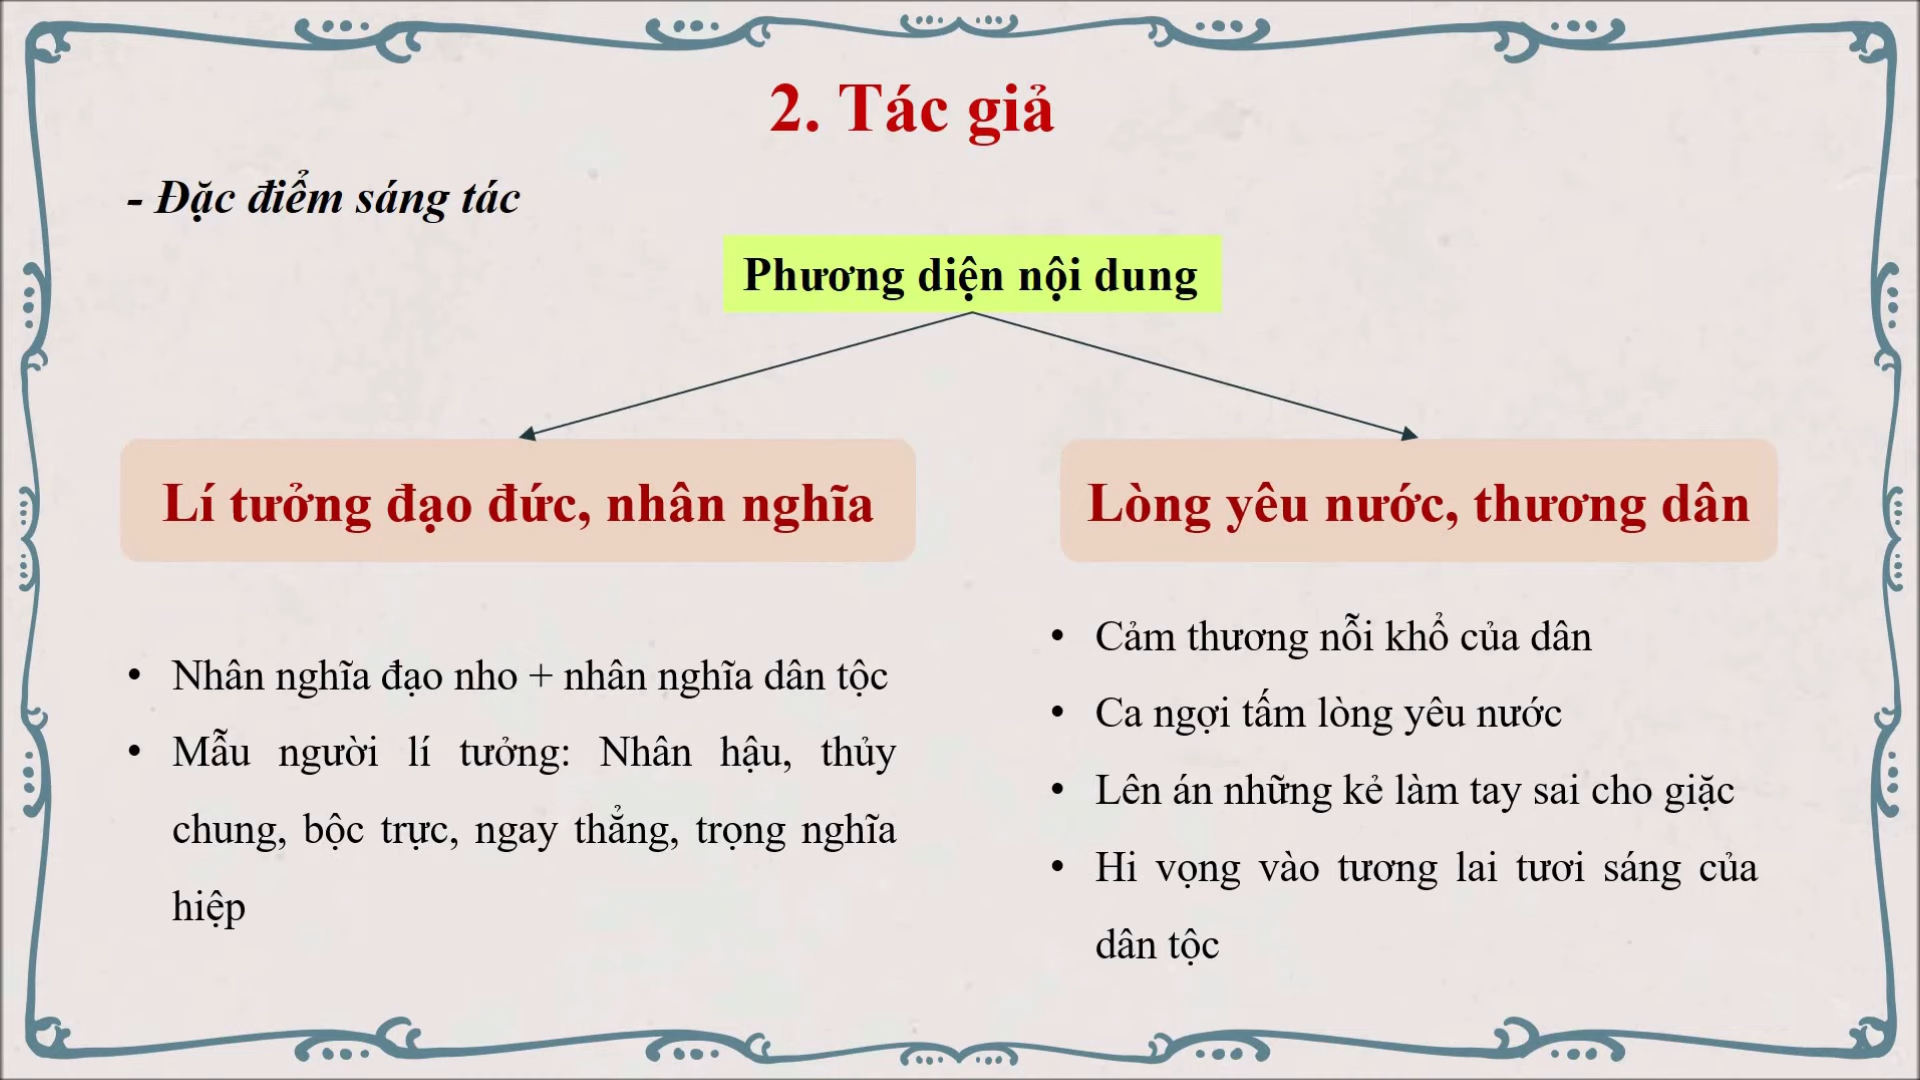 2. Tác giả
- Đặc điểm sáng tác
Phương diện nội dung
Lí tưởng đạo đức, nhân nghĩa
• Nhân nghĩa đạo nho + nhân nghĩa dân tộc
• Mẫu người lí tưởng: Nhân hậu, thủy
chung, bộc trực, ngay thẳng, trọng nghĩa
hiệp
Lòng yêu nước, thương dân
• Cảm thương nỗi khổ của dân
• Ca ngợi tấm lòng yêu nước
• Lên án những kẻ làm tay sai cho giặc
• Hi vọng vào tương lai tươi sáng của
dân tộc